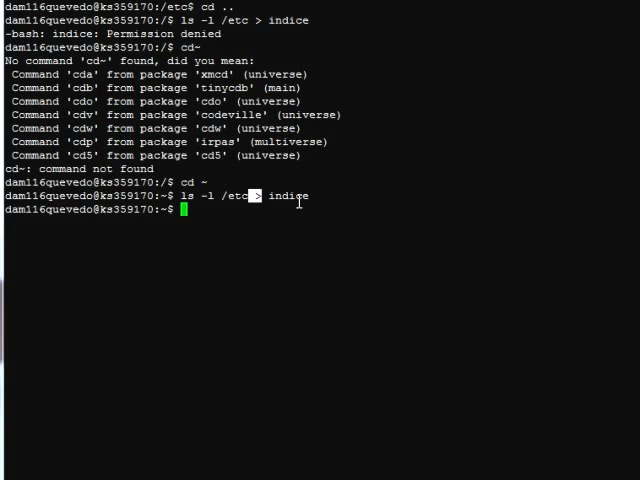 dam116quevedo@ks359170:/etc$ cd ..
dam116quevedo@ks359170:/$ ls -l /etc > indice
-bash: indice: Permission denied
dam116quevedo@ks359170:/$ cd~
No command 'cd~' found, did you mean:
 Command 'cda' from package 'xmcd' (universe)
 Command 'cdb' from package 'tinycdb' (main)
 Command 'cdo' from package 'cdo' (universe)
 Command 'cdv' from package 'codeville' (universe)
 Command 'cdw' from package 'cdw' (universe)
 Command 'cdp' from package 'irpas' (multiverse)
 Command 'cd5' from package 'cd5' (universe)
cd~: command not found
dam116quevedo@ks359170:/$ cd ~
dam116quevedo@ks359170:~$ ls -l /etc > indice
dam116quevedo@ks359170:~$